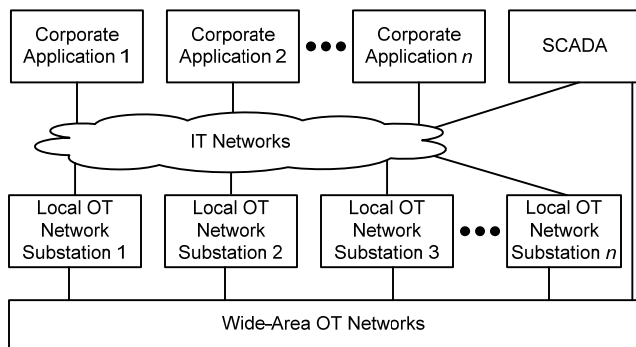 Corporate
Application 1
Corporate
Application 2
Corporate
Application n
SCADA
IT Networks
Local OT
Network
Substation 1
Local OT
Network
Substation 2
Local OT
Network
Substation 3
Local OT
Network
Substation n
Wide-Area OT Networks